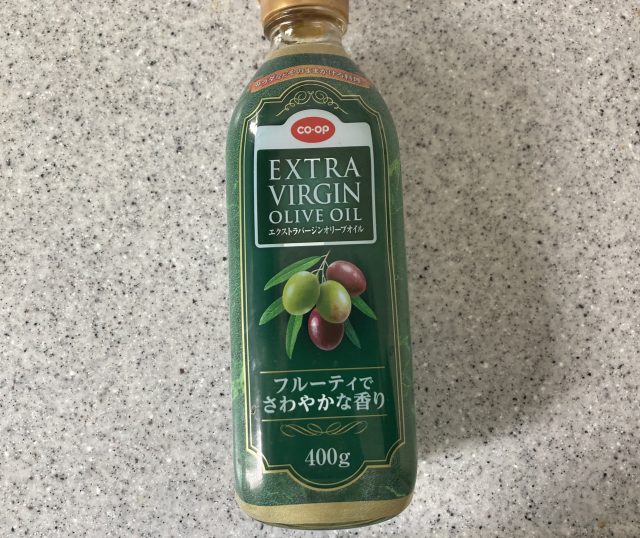 co-op
EXTRA
VIRGIN
OLIVE OIL
エクストラバージンオリーブオイル
フルーティで
さわやかな香り
400g